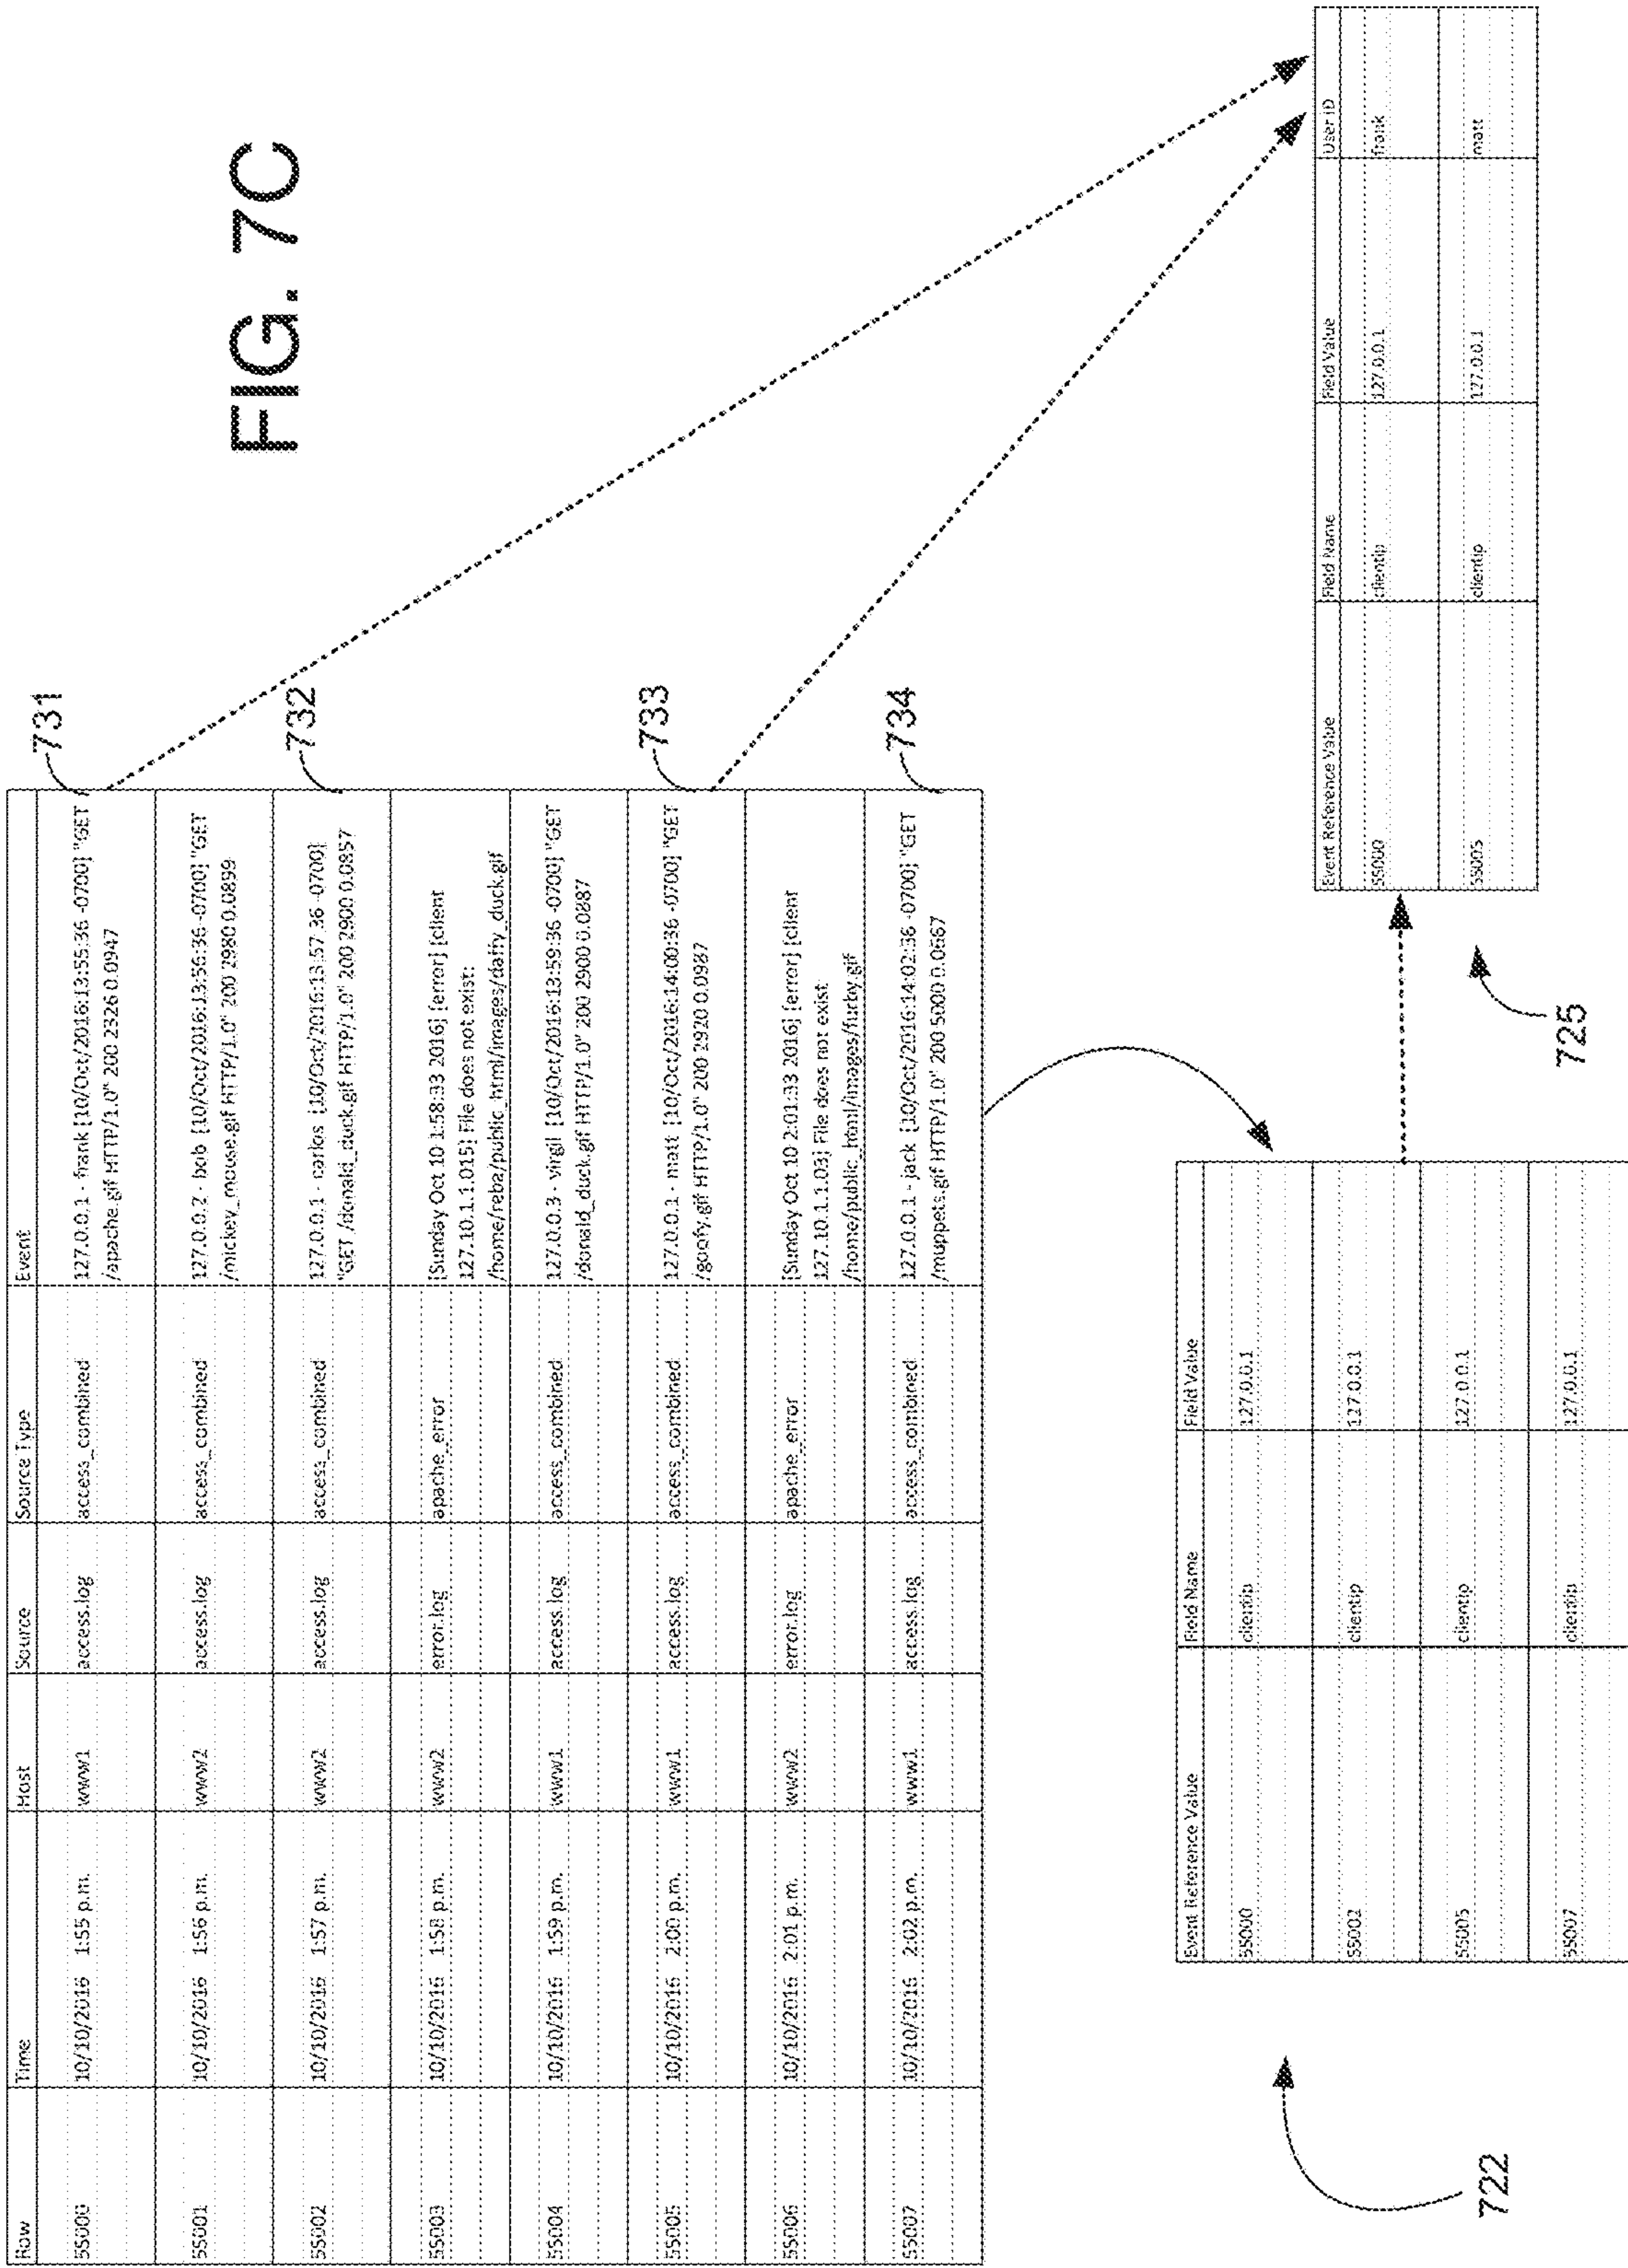 FIG. 7C
Row Time Host Source Source Type Event
55000 10/10/2016 1:55 p.m. www1 access.log access_combined 127.0.0.1 - frank [10/Oct/2016:13:55:36 -0700] "GET
/apache.gif HTTP/1.0" 200 2326 0.0947
731
55001 10/10/2016 1:56 p.m. www2 access.log access_combined 127.0.0.2 - bob [10/Oct/2016:13:56:36 -0700] "GET
/mickey_mouse.gif HTTP/1.0" 200 2980 0.0899
55002 10/10/2016 1:57 p.m. www2 access.log access_combined 127.0.0.1 - carlos [10/Oct/2016:13:57:36 -0700]
"GET /donald_duck.gif HTTP/1.0" 200 2900 0.0857
732
55003 10/10/2016 1:58 p.m. www2 error.log apache_error [Sunday Oct 10 1:58:33 2016] [error] [client
127.10.1.1.015] File does not exist:
/home/reba/public_html/images/daffy_duck.gif
55004 10/10/2016 1:59 p.m. www1 access.log access_combined 127.0.0.3 - virgil [10/Oct/2016:13:59:36 -0700] "GET
/donald_duck.gif HTTP/1.0" 200 2900 0.0887
55005 10/10/2016 2:00 p.m. www1 access.log access_combined 127.0.0.1 - matt [10/Oct/2016:14:00:36 -0700] "GET
/goofy.gif HTTP/1.0" 200 2920 0.0987
733
55006 10/10/2016 2:01 p.m. www2 error.log apache_error [Sunday Oct 10 2:01:33 2016] [error] [client
127.10.1.1.03] File does not exist:
/home/public_html/images/furby.gif
55007 10/10/2016 2:02 p.m. www1 access.log access_combined 127.0.0.1 - jack [10/Oct/2016:14:02:36 -0700] "GET
/muppets.gif HTTP/1.0" 200 5000 0.0667
734
722
Event Reference Value Field Name Field Value
55000 clientip 127.0.0.1
55002 clientip 127.0.0.1
55005 clientip 127.0.0.1
55007 clientip 127.0.0.1
725
Event Reference Value Field Name Field Value User ID
55000 clientip 127.0.0.1 frank
55005 clientip 127.0.0.1 matt